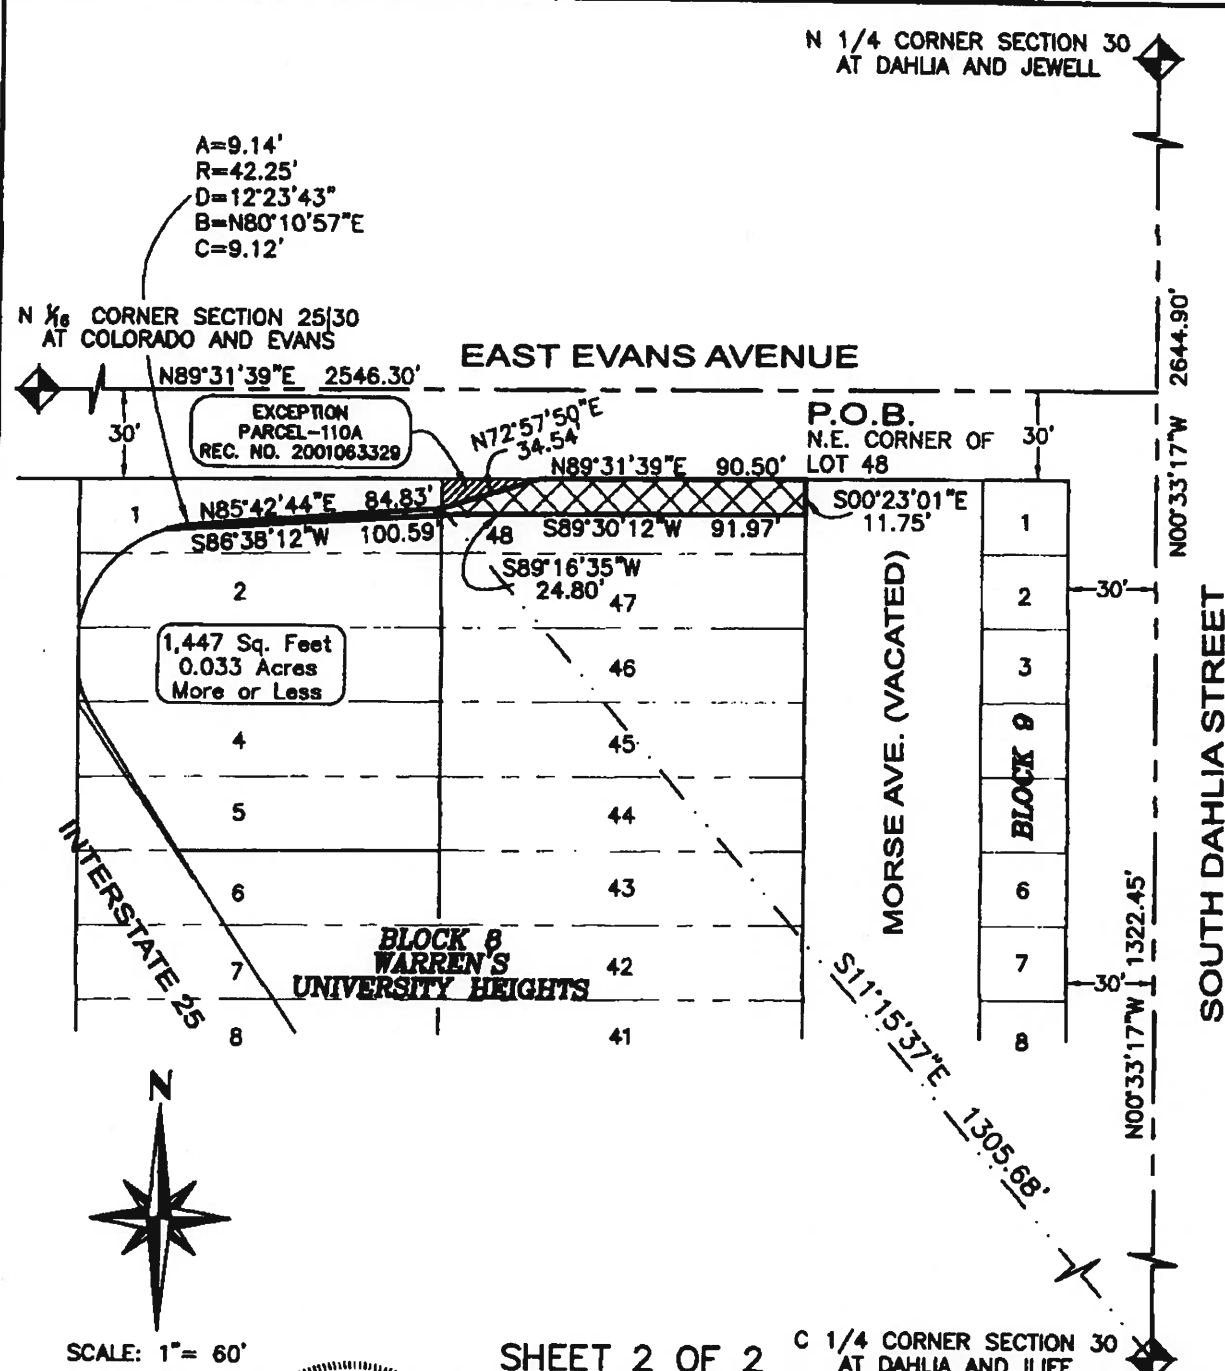 N 1/4 CORNER SECTION 30
AT DAHLIA AND JEWELL
A=9.14'
R=42.25'
D=12°23'43"
B=N80°10'57"E
C=9.12'
N 1/16 CORNER SECTION 25|30
AT COLORADO AND EVANS
EAST EVANS AVENUE
N89°31'39"E 2546.30'
30'
EXCEPTION
PARCEL-110A
REC. NO. 2001063329
N72°57'50"E
34.54'
P.O.B.
N.E. CORNER OF
LOT 48
30'
N00°33'17"W 2644.90'
N89°31'39"E 90.50'
S00°23'01"E
11.75'
1
N85°42'44"E 84.83'
S86°38'12"W 100.59'
48
S89°30'12"W 91.97'
1
S89°16'35"W
24.80'
2
47
2
30'
1,447 Sq. Feet
0.033 Acres
More or Less
46
3
4
45
MORSE AVE. (VACATED)
BLOCK 9
SOUTH DAHLIA STREET
5
44
INTERSTATE 25
6
43
6
BLOCK 8
WARREN'S
UNIVERSITY HEIGHTS
7
42
7
30'
N00°33'17"W 1322.45'
8
41
8
S11°15'37"E 1305.68'
N
SCALE: 1"= 60'
SHEET 2 OF 2
C 1/4 CORNER SECTION 30
AT DAHLIA AND ILIFF